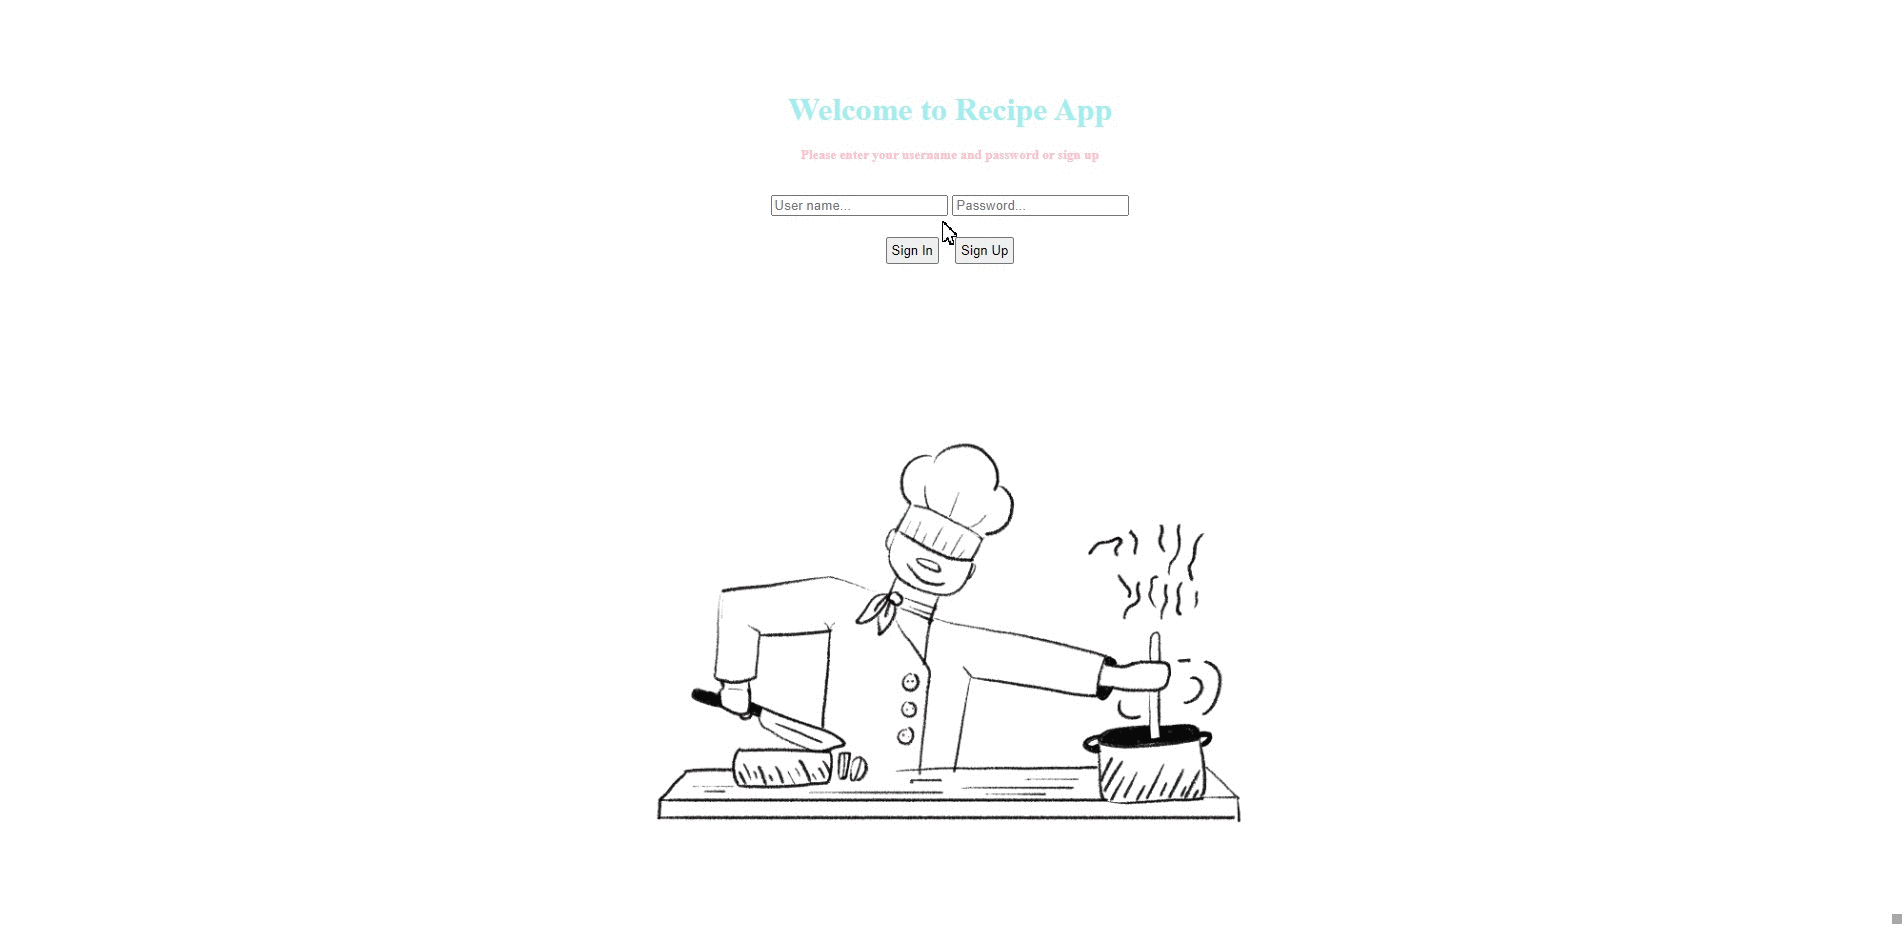 Welcome to Recipe App
Please enter your username and password or sign up
User name... Password...
Sign In Sign Up